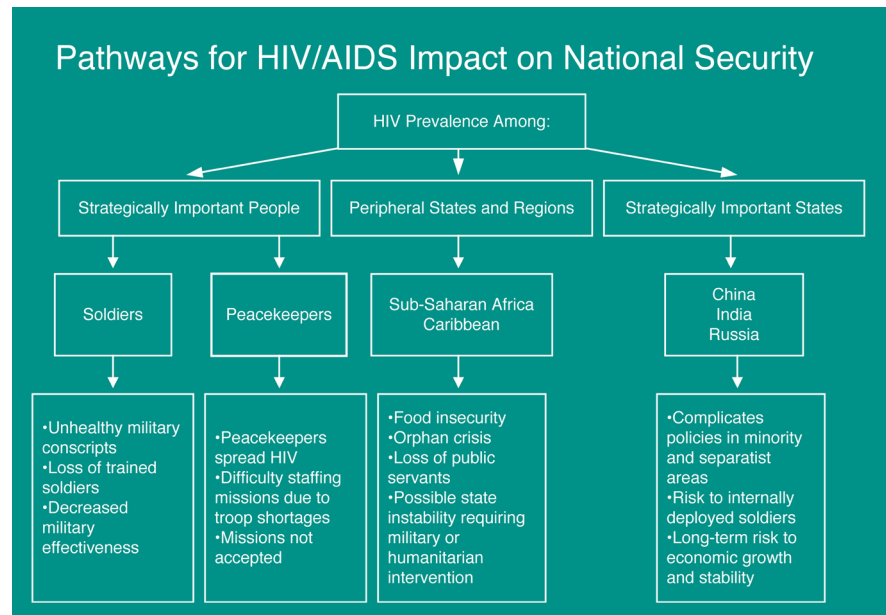 Pathways for HIV/AIDS Impact on National Security
HIV Prevalence Among:
Strategically Important People
Peripheral States and Regions
Strategically Important States
Soldiers
Peacekeepers
Sub-Saharan Africa
Caribbean
China
India
Russia
•Unhealthy military
conscripts
•Loss of trained
soldiers
•Decreased
military
effectiveness
•Peacekeepers
spread HIV
•Difficulty staffing
missions due to
troop shortages
•Missions not
accepted
•Food insecurity
•Orphan crisis
•Loss of public
servants
•Possible state
instability requiring
military or
humanitarian
intervention
•Complicates
policies in minority
and separatist
areas
•Risk to internally
deployed soldiers
•Long-term risk to
economic growth
and stability